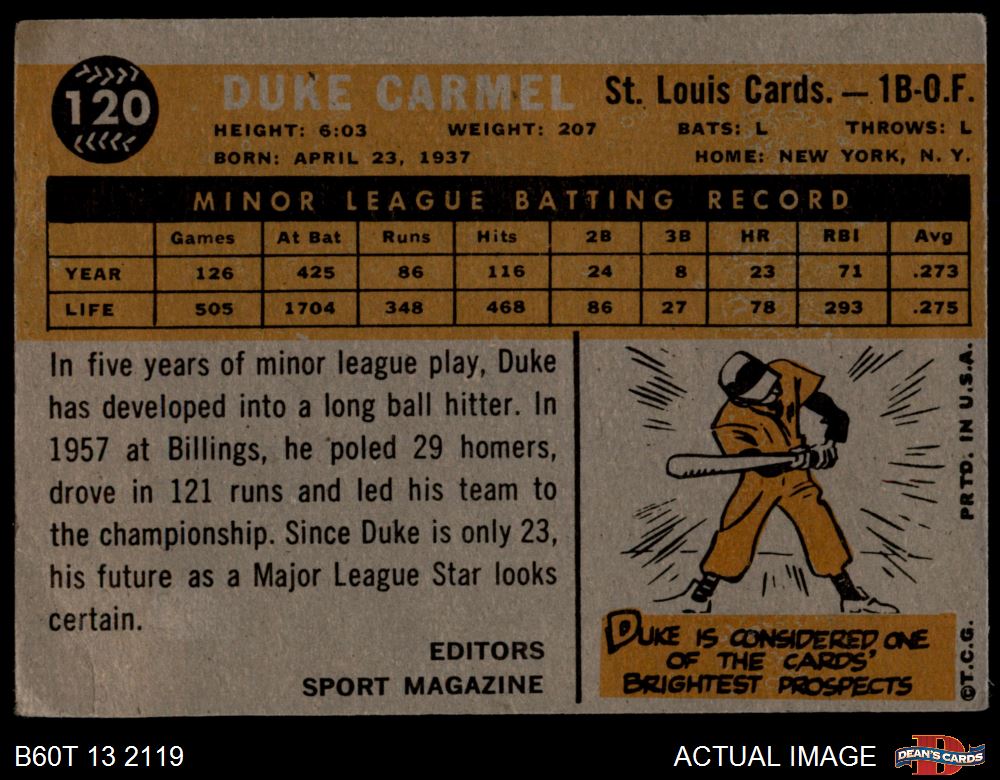 120
DUKE CARMEL
St. Louis Cards. — 1B-O.F.
HEIGHT: 6:03 WEIGHT: 207 BATS: L THROWS: L
BORN: APRIL 23, 1937 HOME: NEW YORK, N. Y.
MINOR LEAGUE BATTING RECORD
Games At Bat Runs Hits 2B 3B HR RBI Avg
YEAR 126 425 86 116 24 8 23 71 .273
LIFE 505 1704 348 468 86 27 78 293 .275
In five years of minor league play, Duke
has developed into a long ball hitter. In
1957 at Billings, he poled 29 homers,
drove in 121 runs and led his team to
the championship. Since Duke is only 23,
his future as a Major League Star looks
certain.
EDITORS
SPORT MAGAZINE
DUKE IS CONSIDERED ONE
OF THE CARDS'
BRIGHTEST PROSPECTS
©T.C.G. PRTD. IN U.S.A.
B60T 13 2119
ACTUAL IMAGE
D
DEAN'S CARDS